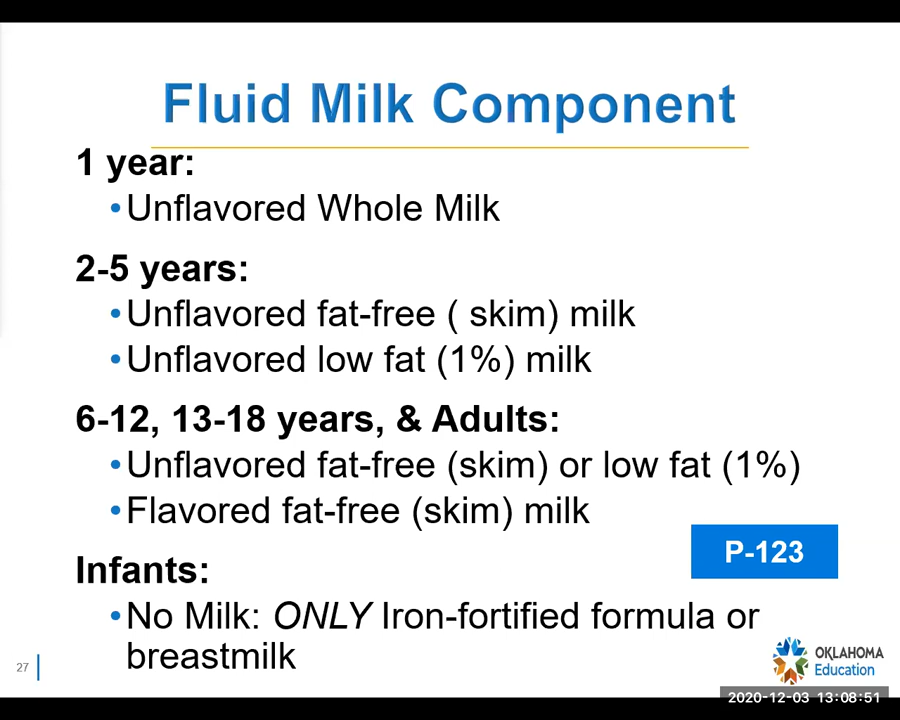 Fluid Milk Component
1 year:
•Unflavored Whole Milk
2-5 years:
•Unflavored fat-free ( skim) milk
•Unflavored low fat (1%) milk
6-12, 13-18 years, & Adults:
•Unflavored fat-free (skim) or low fat (1%)
•Flavored fat-free (skim) milk
P-123
Infants:
•No Milk: ONLY Iron-fortified formula or
breastmilk
27
OKLAHOMA
Education
2020-12-03 13:08:51